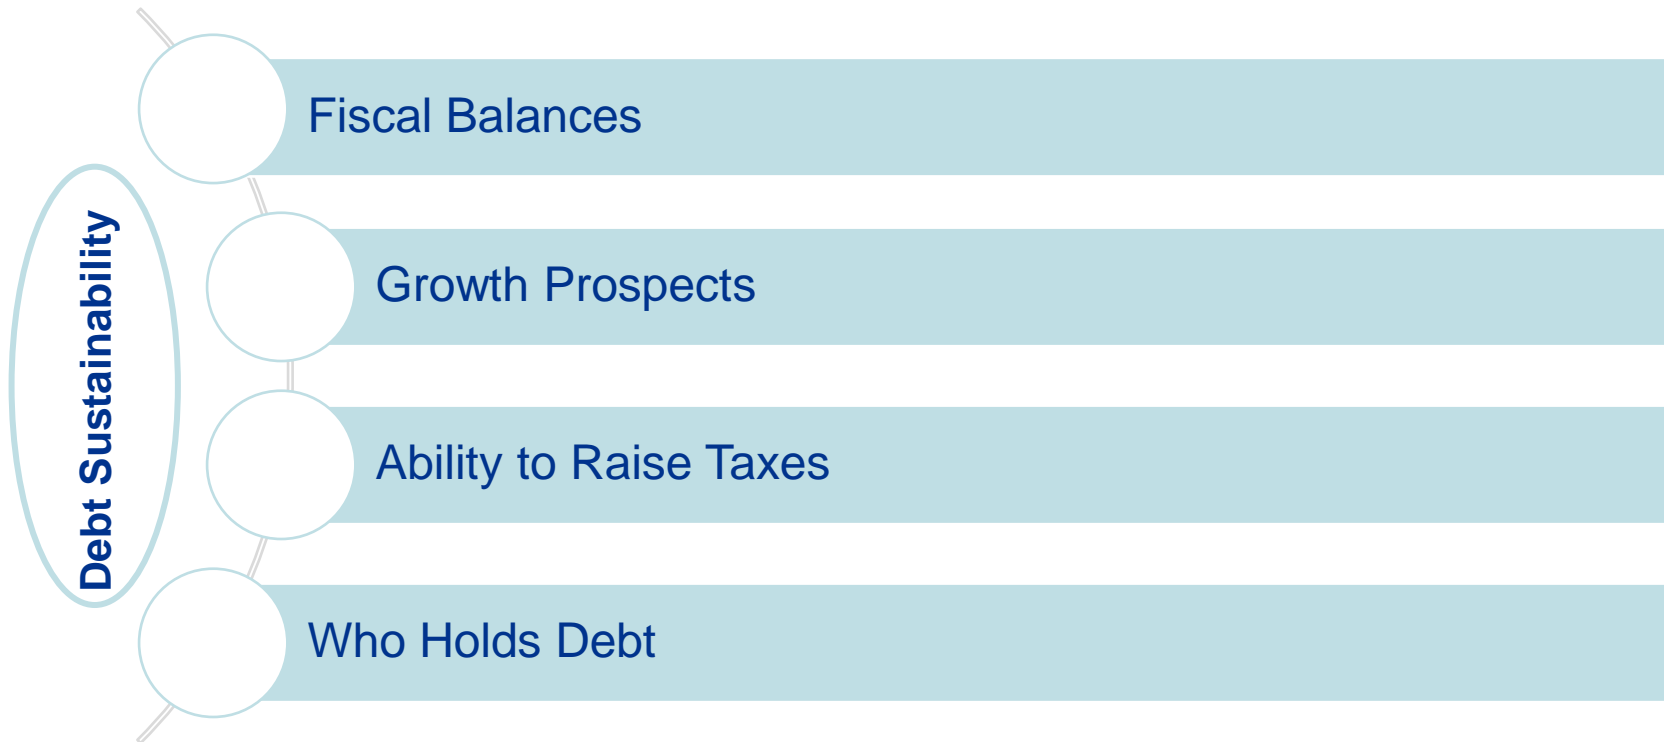 Debt Sustainability
Fiscal Balances
Growth Prospects
Ability to Raise Taxes
Who Holds Debt